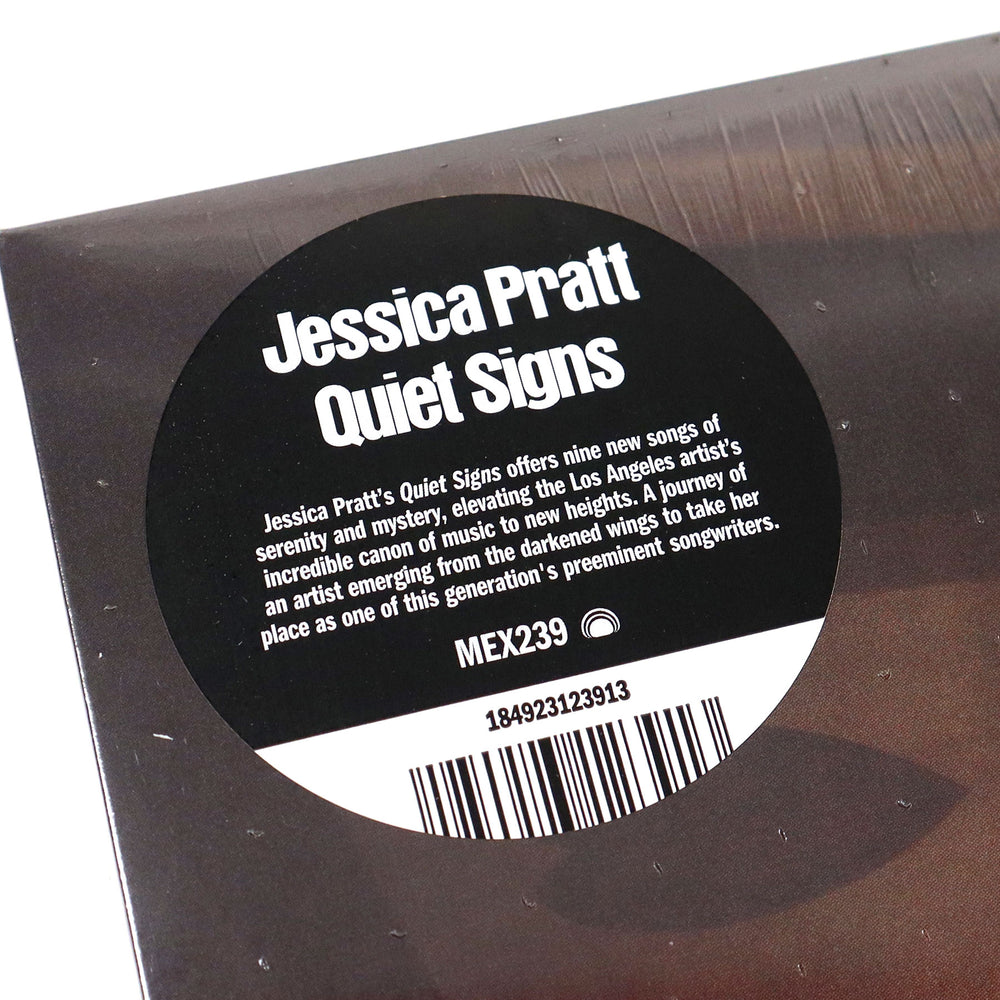 Jessica Pratt
Quiet Signs
Jessica Pratt's Quiet Signs offers nine new songs of
serenity and mystery, elevating the Los Angeles artist's
incredible canon of music to new heights. A journey of
an artist emerging from the darkened wings to take her
place as one of this generation's preeminent songwriters.
MEX239
184923123913